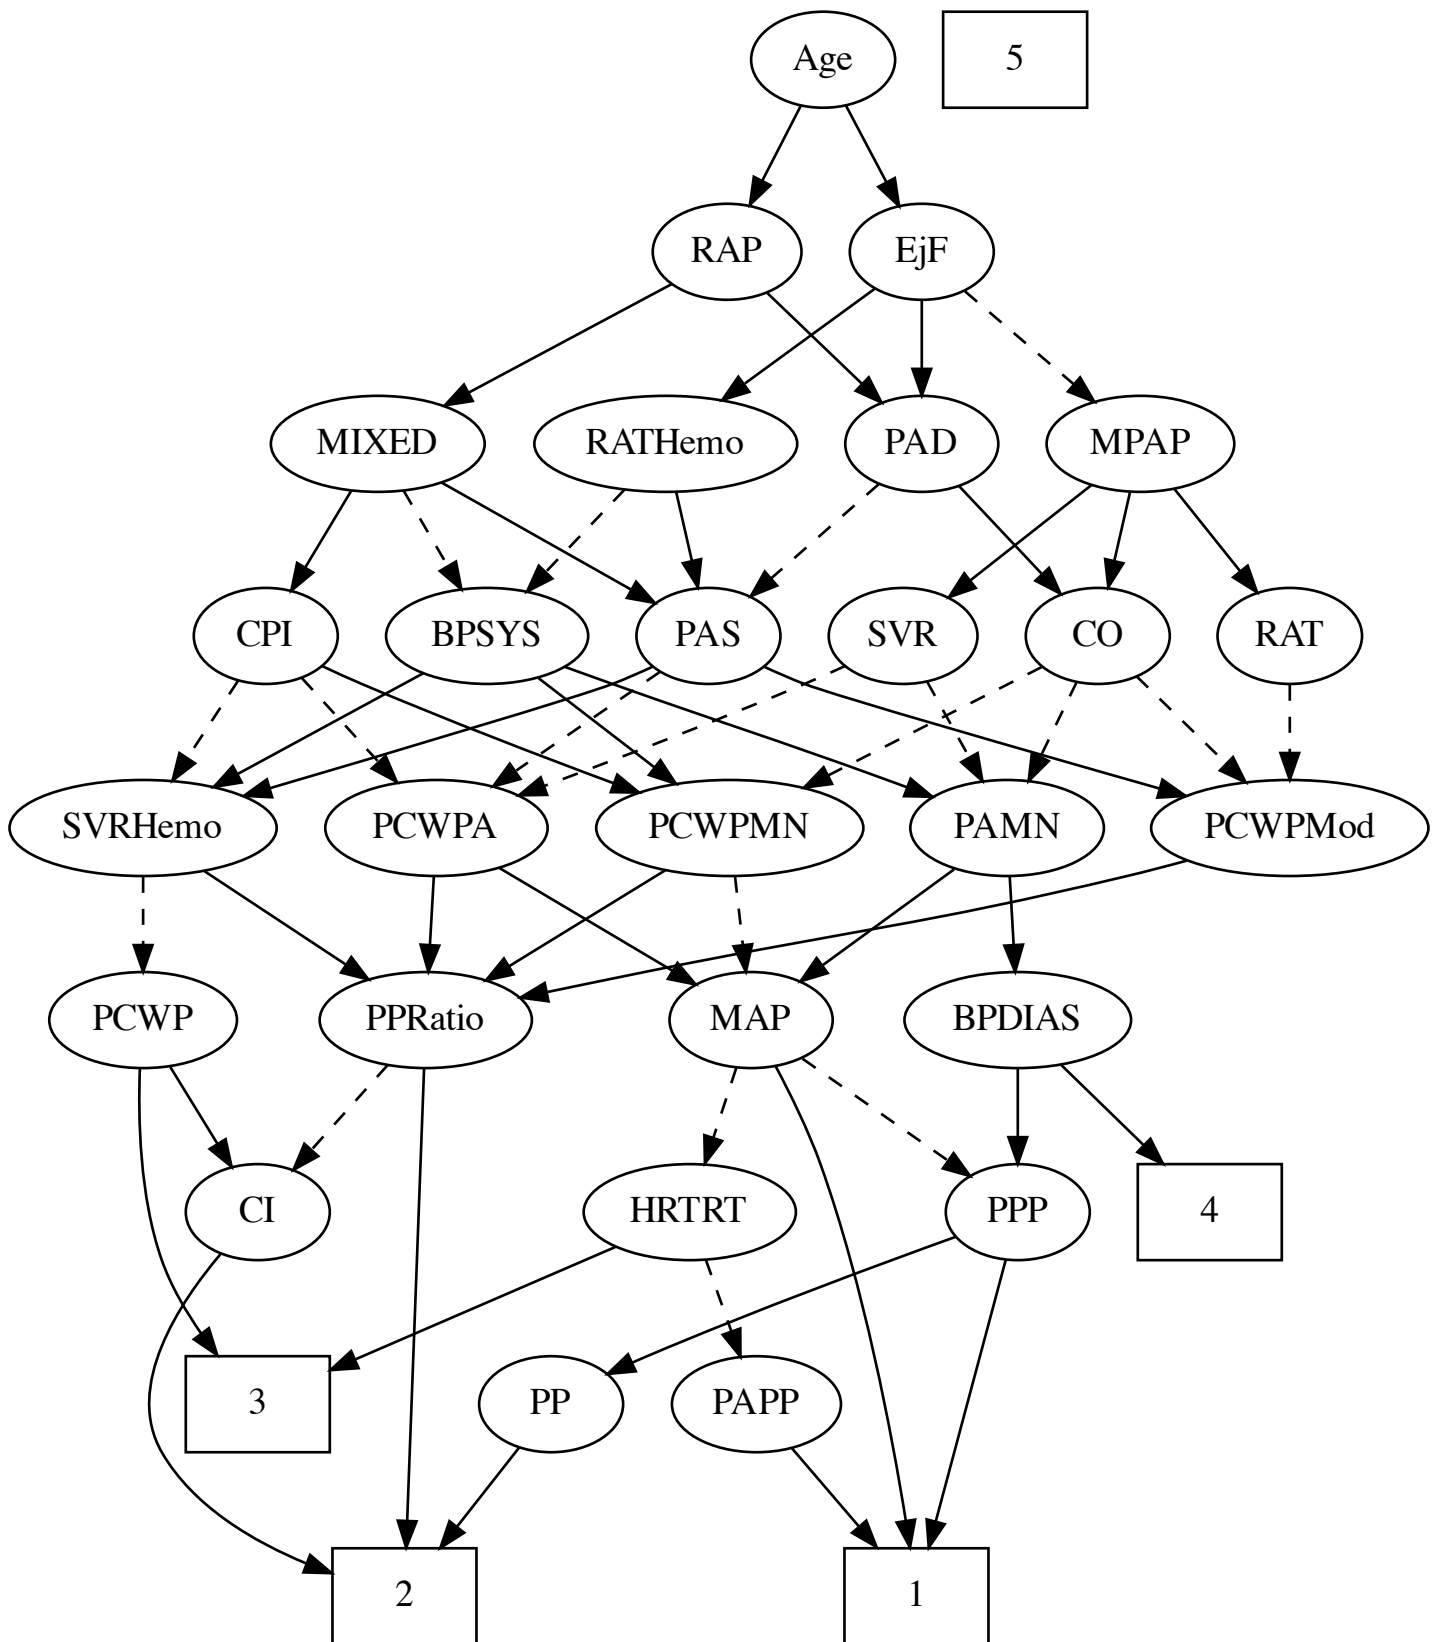 Age
5
RAP
EjF
MIXED
RATHemo
PAD
MPAP
CPI
BPSYS
PAS
SVR
CO
RAT
SVRHemo
PCWPA
PCWPMN
PAMN
PCWPMod
PCWP
PPRatio
MAP
BPDIAS
CI
HRTRT
PPP
4
3
PP
PAPP
2
1